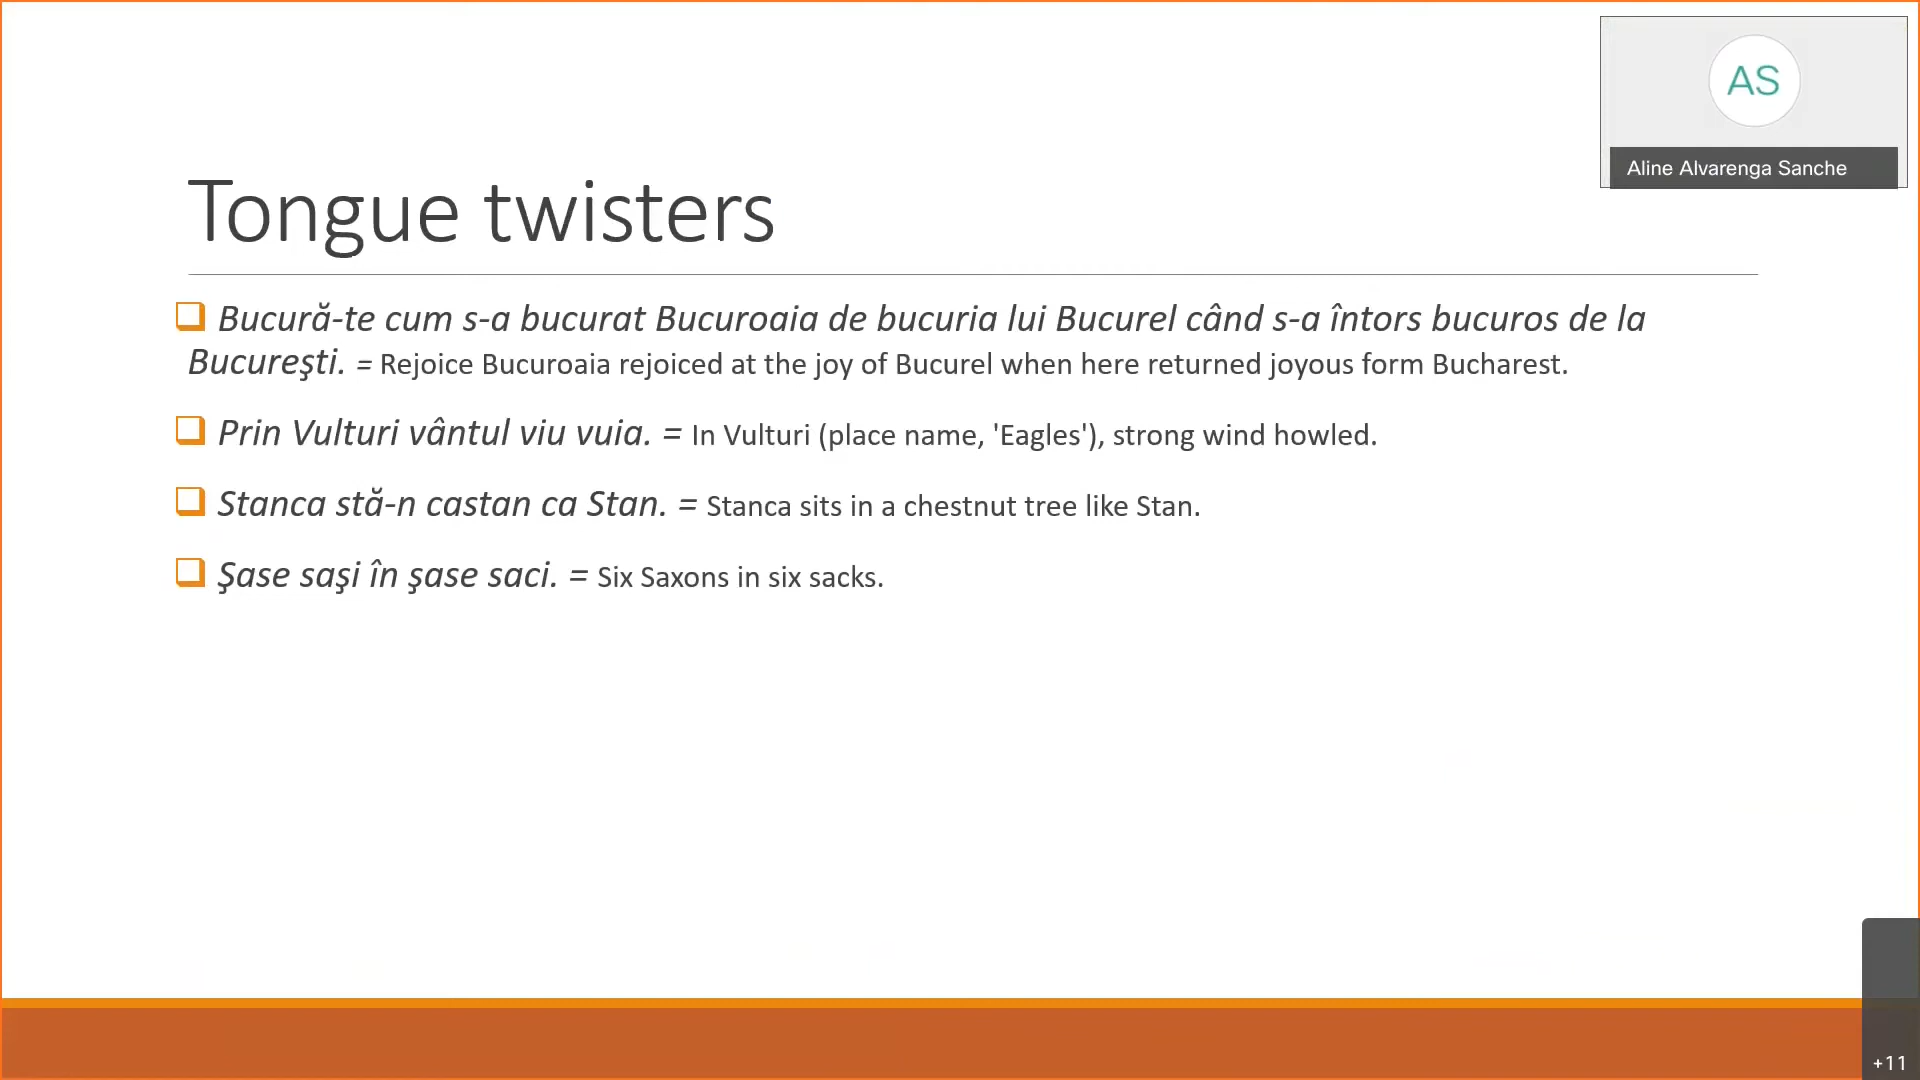 AS
Aline Alvarenga Sanche
Tongue twisters
Bucură-te cum s-a bucurat Bucuroaia de bucuria lui Bucurel când s-a întors bucuros de la
Bucureşti. = Rejoice Bucuroaia rejoiced at the joy of Bucurel when here returned joyous form Bucharest.
Prin Vulturi vântul viu vuia. = In Vulturi (place name, 'Eagles'), strong wind howled.
Stanca stă-n castan ca Stan. = Stanca sits in a chestnut tree like Stan.
Şase saşi în şase saci. = Six Saxons in six sacks.
+11